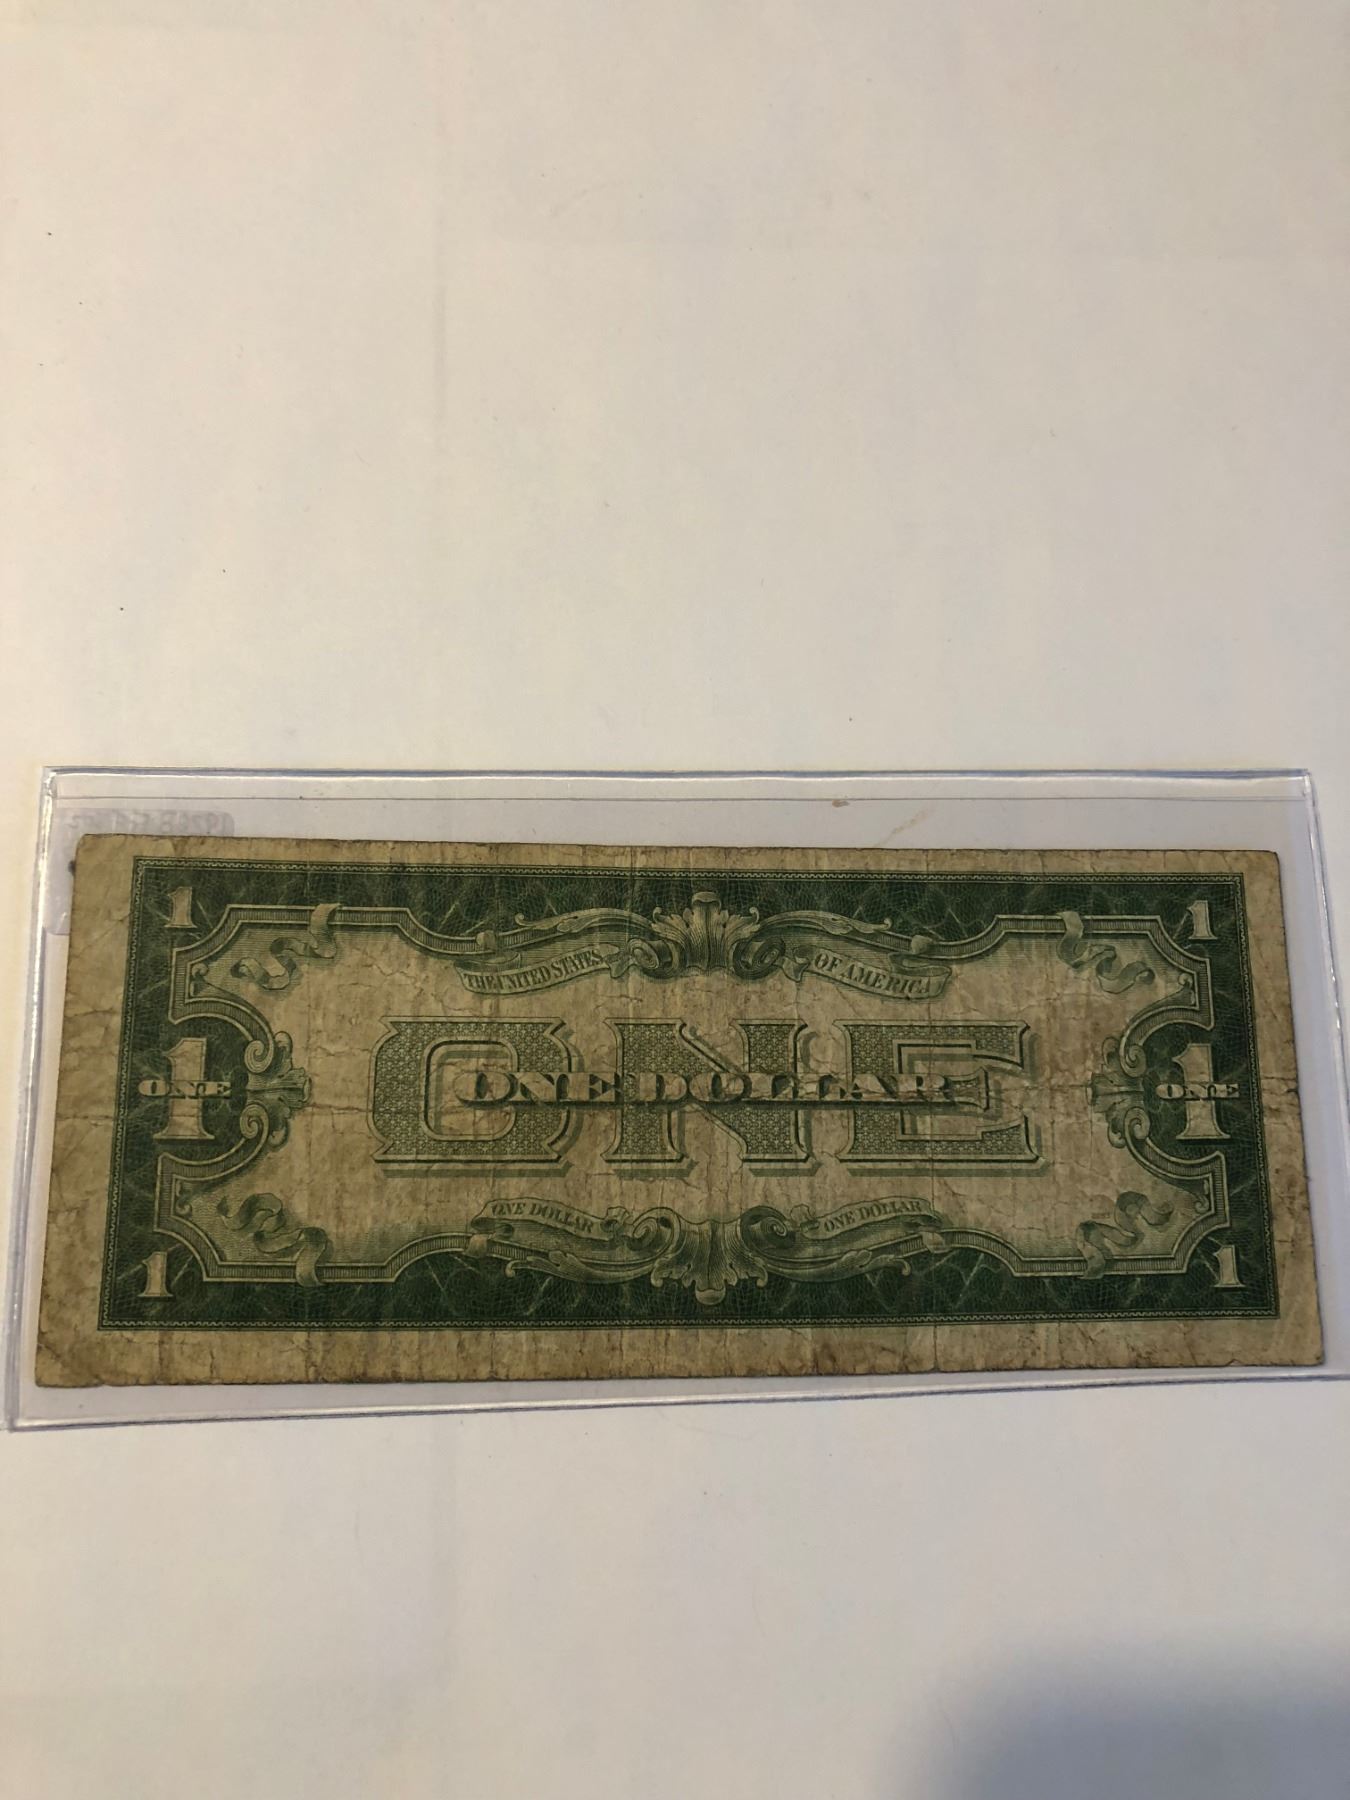 1 1
THE UNITED STATES OF AMERICA
ONE
ONE DOLLAR
1 ONE 1 ONE
ONE DOLLAR ONE DOLLAR
1 1